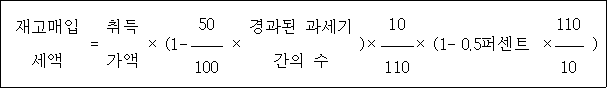 재고매입 세액 = 취득 가액 × (1- 50/100 × 경과된 과세기 간의 수 )× 10/110 × (1- 0.5퍼센트 × 110/10 )